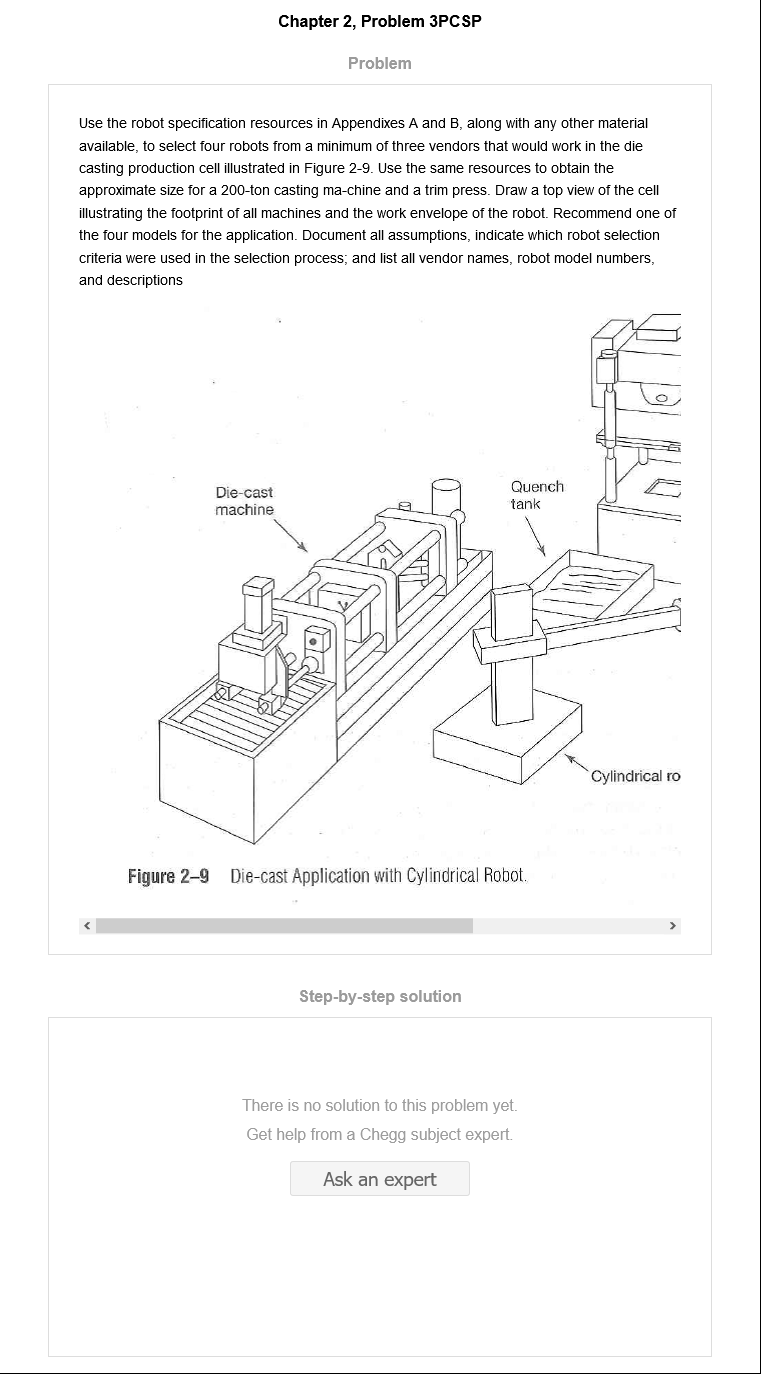 Chapter 2, Problem 3PCSP
Problem
Use the robot specification resources in Appendixes A and B, along with any other material
available, to select four robots from a minimum of three vendors that would work in the die
casting production cell illustrated in Figure 2-9. Use the same resources to obtain the
approximate size for a 200-ton casting ma-chine and a trim press. Draw a top view of the cell
illustrating the footprint of all machines and the work envelope of the robot. Recommend one of
the four models for the application. Document all assumptions, indicate which robot selection
criteria were used in the selection process; and list all vendor names, robot model numbers,
and descriptions
Die-cast
machine
Quench
tank
Cylindrical ro
Figure 2–9 Die-cast Application with Cylindrical Robot.
Step-by-step solution
There is no solution to this problem yet.
Get help from a Chegg subject expert.
Ask an expert